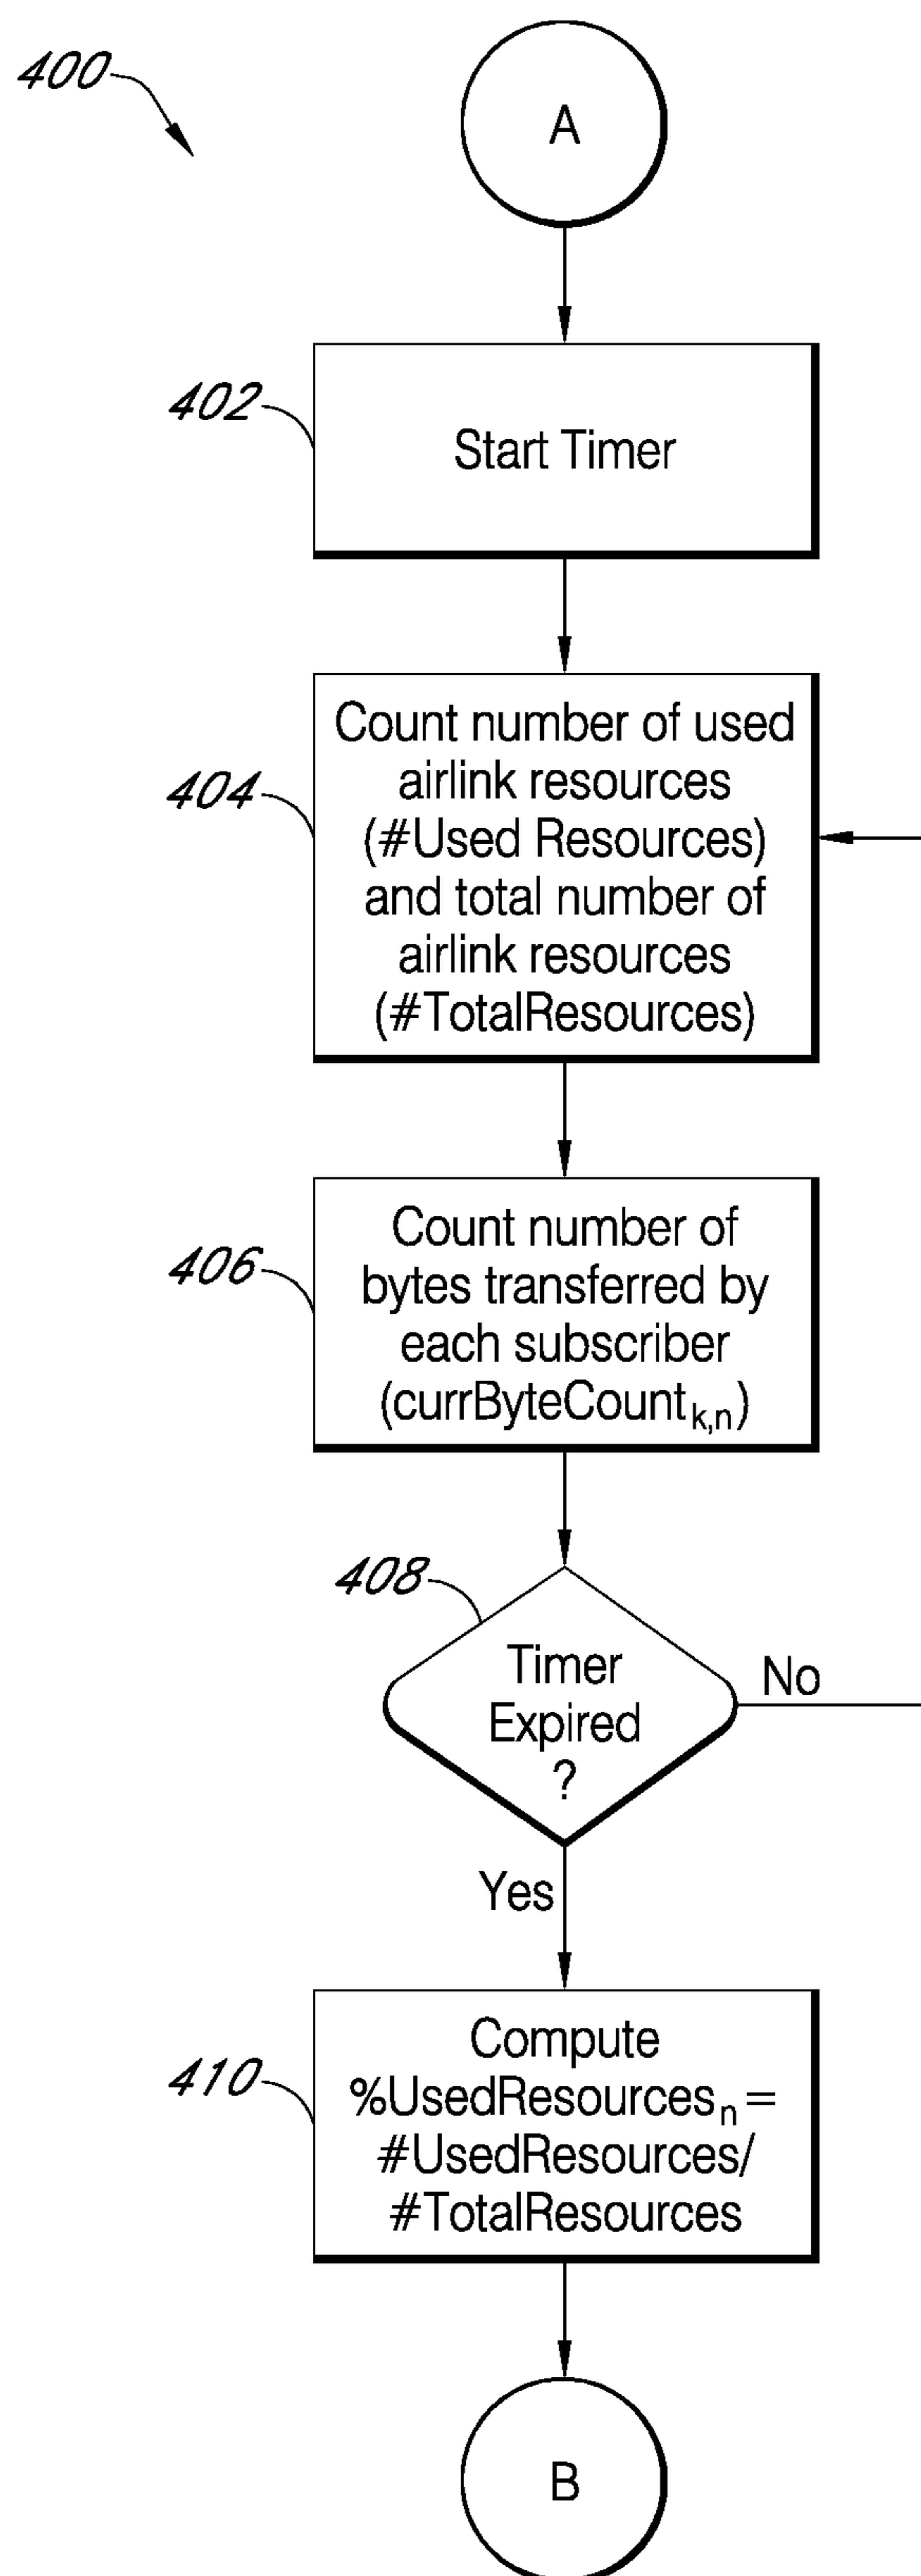 400
A
402
Start Timer
404
Count number of used
airlink resources
(#Used Resources)
and total number of
airlink resources
(#TotalResources)
406
Count number of
bytes transferred by
each subscriber
(currByteCountk,n)
408
Timer
Expired
?
No
Yes
410
Compute
%UsedResourcesn=
#UsedResources/
#TotalResources
B